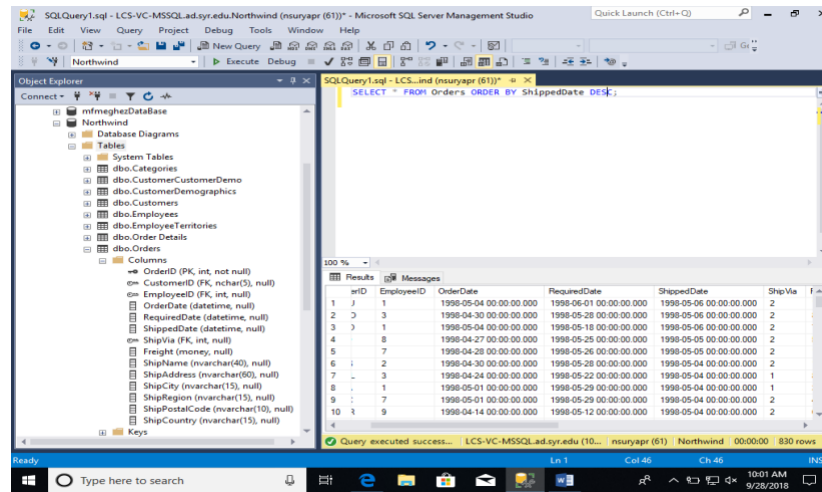 SQLQuery1.sql - LCS-VC-MSSQL.ad.syr.edu.Northwind (nsuryapr (61))* - Microsoft SQL Server Management Studio
Quick Launch (Ctrl+Q)
File Edit View Query Project Debug Tools Window Help
New Query
Northwind Execute Debug
Object Explorer
SQLQuery1.sql - LCS...ind (nsuryapr (61))*
Connect
SELECT * FROM Orders ORDER BY ShippedDate DESC;
mfmeghezDataBase
Northwind
Database Diagrams
Tables
System Tables
dbo.Categories
dbo.CustomerCustomerDemo
dbo.CustomerDemographics
dbo.Customers
dbo.Employees
dbo.EmployeeTerritories
dbo.Order Details
dbo.Orders
Columns
OrderID (PK, int, not null)
CustomerID (FK, nchar(5), null)
EmployeeID (FK, int, null)
OrderDate (datetime, null)
RequiredDate (datetime, null)
ShippedDate (datetime, null)
ShipVia (FK, int, null)
Freight (money, null)
ShipName (nvarchar(40), null)
ShipAddress (nvarchar(60), null)
ShipCity (nvarchar(15), null)
ShipRegion (nvarchar(15), null)
ShipPostalCode (nvarchar(10), null)
ShipCountry (nvarchar(15), null)
Keys
100 %
Results Messages
erID EmployeeID OrderDate RequiredDate ShippedDate ShipVia
1 J 1 1998-05-04 00:00:00.000 1998-06-01 00:00:00.000 1998-05-06 00:00:00.000 2
2 3 1998-04-30 00:00:00.000 1998-05-28 00:00:00.000 1998-05-06 00:00:00.000 2
3 1 1998-05-04 00:00:00.000 1998-05-18 00:00:00.000 1998-05-06 00:00:00.000 2
4 8 1998-04-27 00:00:00.000 1998-05-25 00:00:00.000 1998-05-05 00:00:00.000 2
5 7 1998-04-28 00:00:00.000 1998-05-26 00:00:00.000 1998-05-05 00:00:00.000 2
6 2 1998-04-30 00:00:00.000 1998-05-28 00:00:00.000 1998-05-04 00:00:00.000 2
7 3 1998-04-24 00:00:00.000 1998-05-22 00:00:00.000 1998-05-04 00:00:00.000 1
8 1 1998-05-01 00:00:00.000 1998-05-29 00:00:00.000 1998-05-04 00:00:00.000 1
9 7 1998-05-01 00:00:00.000 1998-05-29 00:00:00.000 1998-05-04 00:00:00.000 2
10 9 1998-04-14 00:00:00.000 1998-05-12 00:00:00.000 1998-05-04 00:00:00.000 2
Query executed success... LCS-VC-MSSQL.ad.syr.edu (10... nsuryapr (61) Northwind 00:00:00 830 rows
Ready Ln 1 Col 46 Ch 46 INS
Type here to search
10:01 AM
9/28/2018